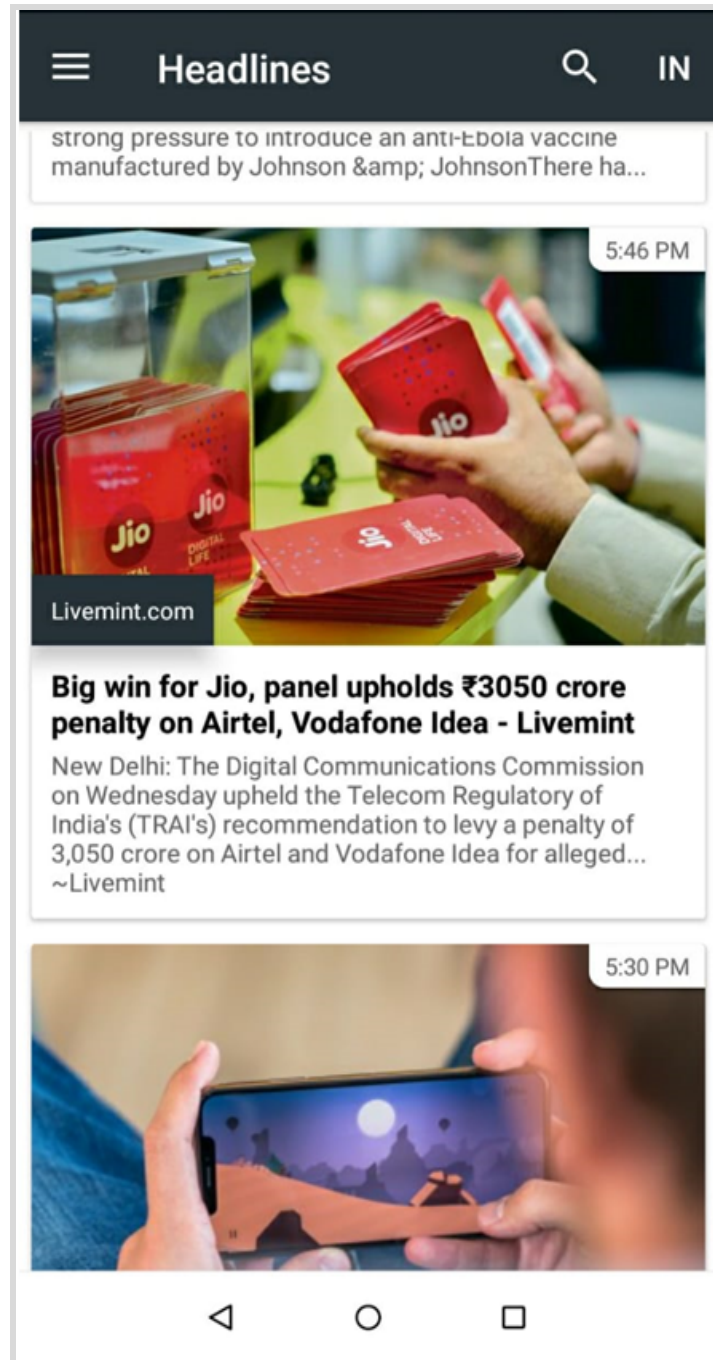 Headlines
IN
strong pressure to introduce an anti-Ebola vaccine
manufactured by Johnson &amp; JohnsonThere ha...
5:46 PM
Jio
Jio
Jio
DIGITAL
LIFE
Jio
DIGITAL
LIFE
Livemint.com
Big win for Jio, panel upholds ₹3050 crore
penalty on Airtel, Vodafone Idea - Livemint
New Delhi: The Digital Communications Commission
on Wednesday upheld the Telecom Regulatory of
India's (TRAI's) recommendation to levy a penalty of
3,050 crore on Airtel and Vodafone Idea for alleged...
~Livemint
5:30 PM